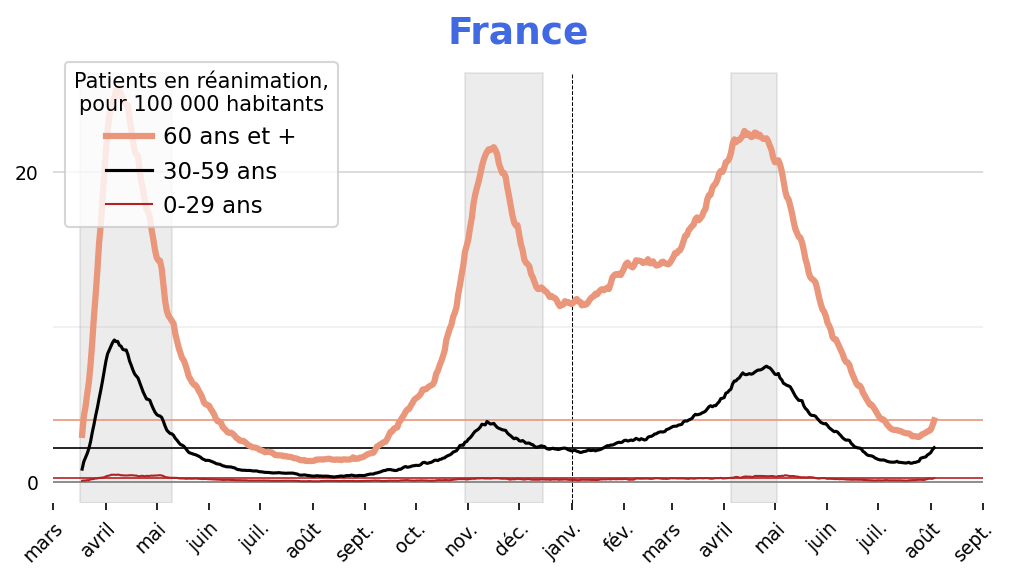 France
Patients en réanimation,
pour 100 000 habitants
60 ans et +
30-59 ans
0-29 ans
20
0
mars avril mai juin juil. août sept. oct. nov. déc. janv. fév. mars avril mai juin juil. août sept.